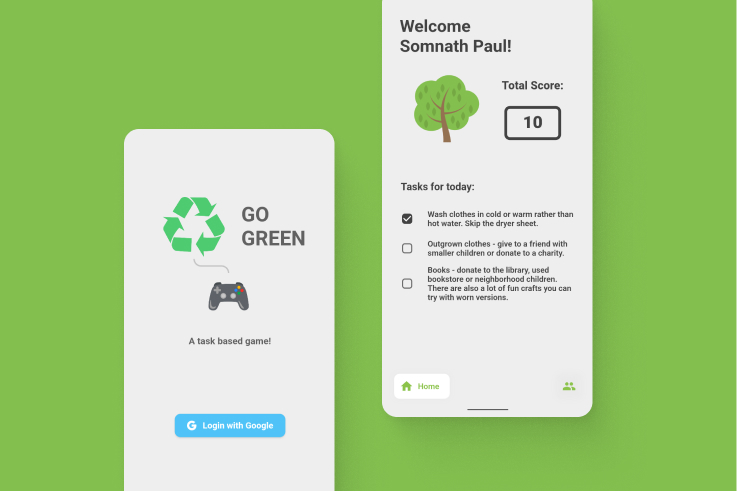 Welcome
Somnath Paul!
Total Score:
10
Tasks for today:
Wash clothes in cold or warm rather than
hot water. Skip the dryer sheet.
Outgrown clothes - give to a friend with
smaller children or donate to a charity.
Books - donate to the library, used
bookstore or neighborhood children.
There are also a lot of fun crafts you can
try with worn versions.
Home
GO
GREEN
A task based game!
G Login with Google